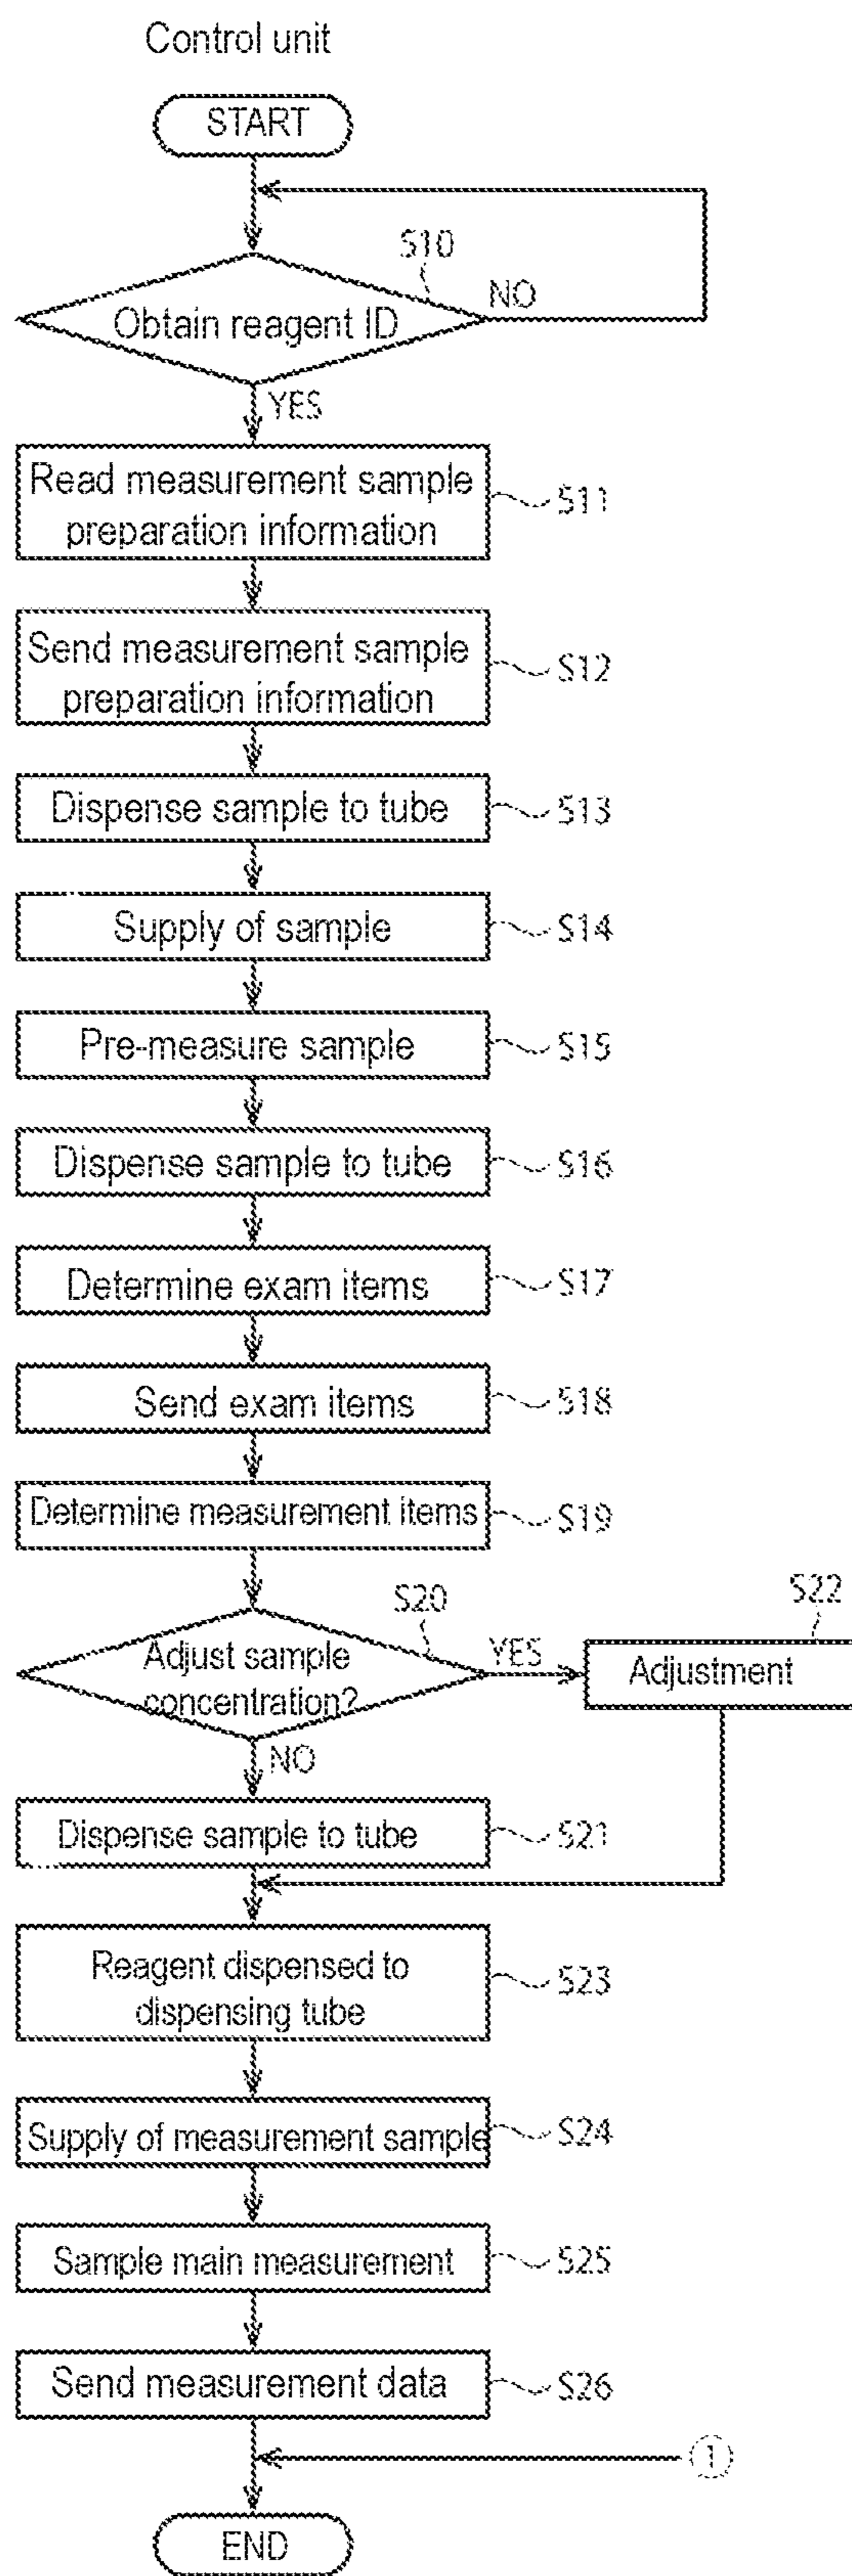 Control unit
START
S10
Obtain reagent ID
NO
YES
Read measurement sample
preparation information
S11
Send measurement sample
preparation information
S12
Dispense sample to tube
S13
Supply of sample
S14
Pre-measure sample
S15
Dispense sample to tube
S16
Determine exam items
S17
Send exam items
S18
Determine measurement items
S19
S20
S22
Adjust sample
concentration?
YES
Adjustment
NO
Dispense sample to tube
S21
Reagent dispensed to
dispensing tube
S23
Supply of measurement sample
S24
Sample main measurement
S25
Send measurement data
S26
1
END